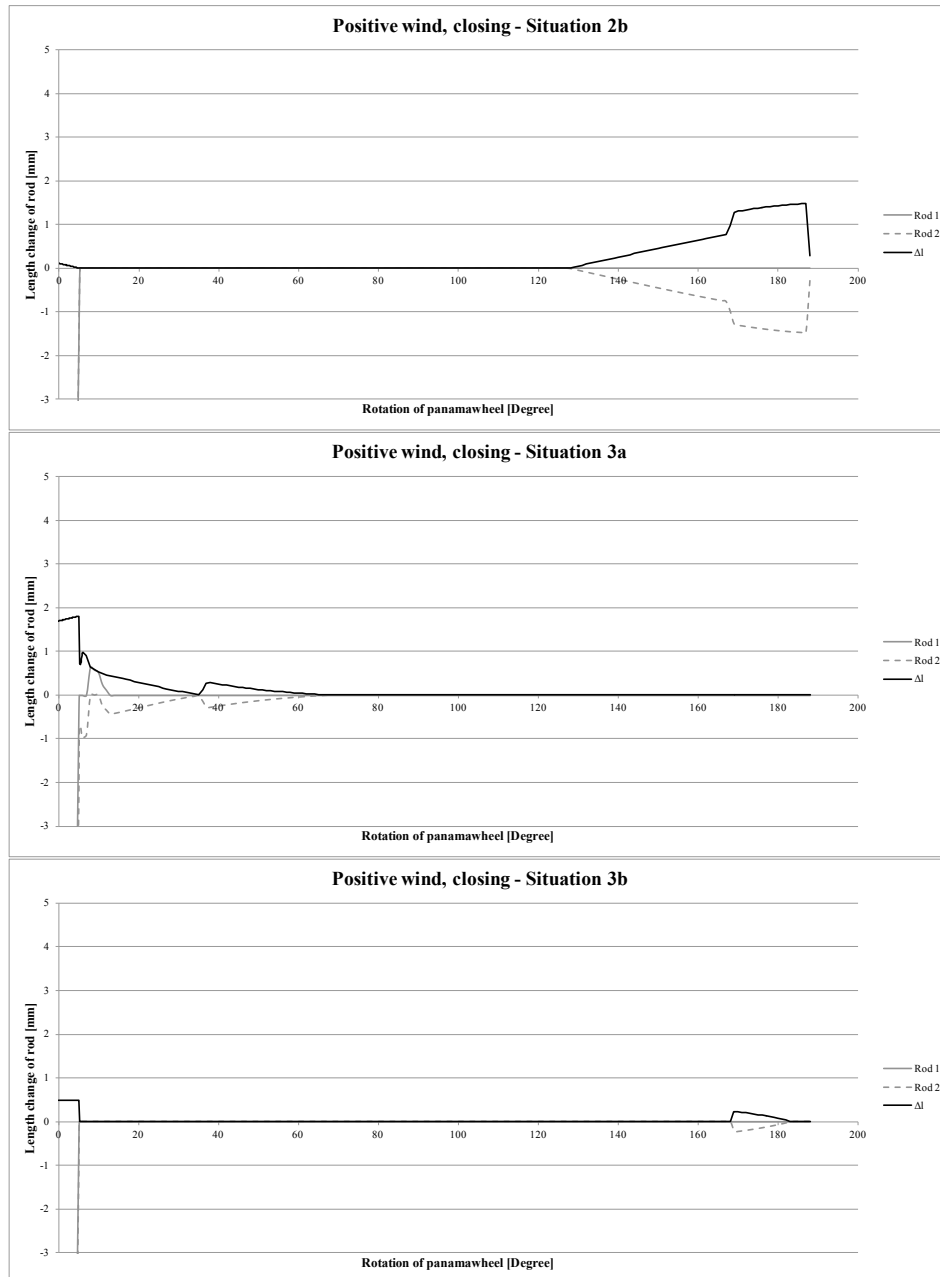 Positive wind, closing - Situation 2b
5
4
3
2
1
0
-1
-2
-3
0 20 40 60 80 100 120 140 160 180 200
Length change of rod [mm]
Rotation of panamawheel [Degree]
Rod 1
Rod 2
Δl
Positive wind, closing - Situation 3a
5
4
3
2
1
0
-1
-2
-3
0 20 40 60 80 100 120 140 160 180 200
Length change of rod [mm]
Rotation of panamawheel [Degree]
Rod 1
Rod 2
Δl
Positive wind, closing - Situation 3b
5
4
3
2
1
0
-1
-2
-3
0 20 40 60 80 100 120 140 160 180 200
Length change of rod [mm]
Rotation of panamawheel [Degree]
Rod 1
Rod 2
Δl